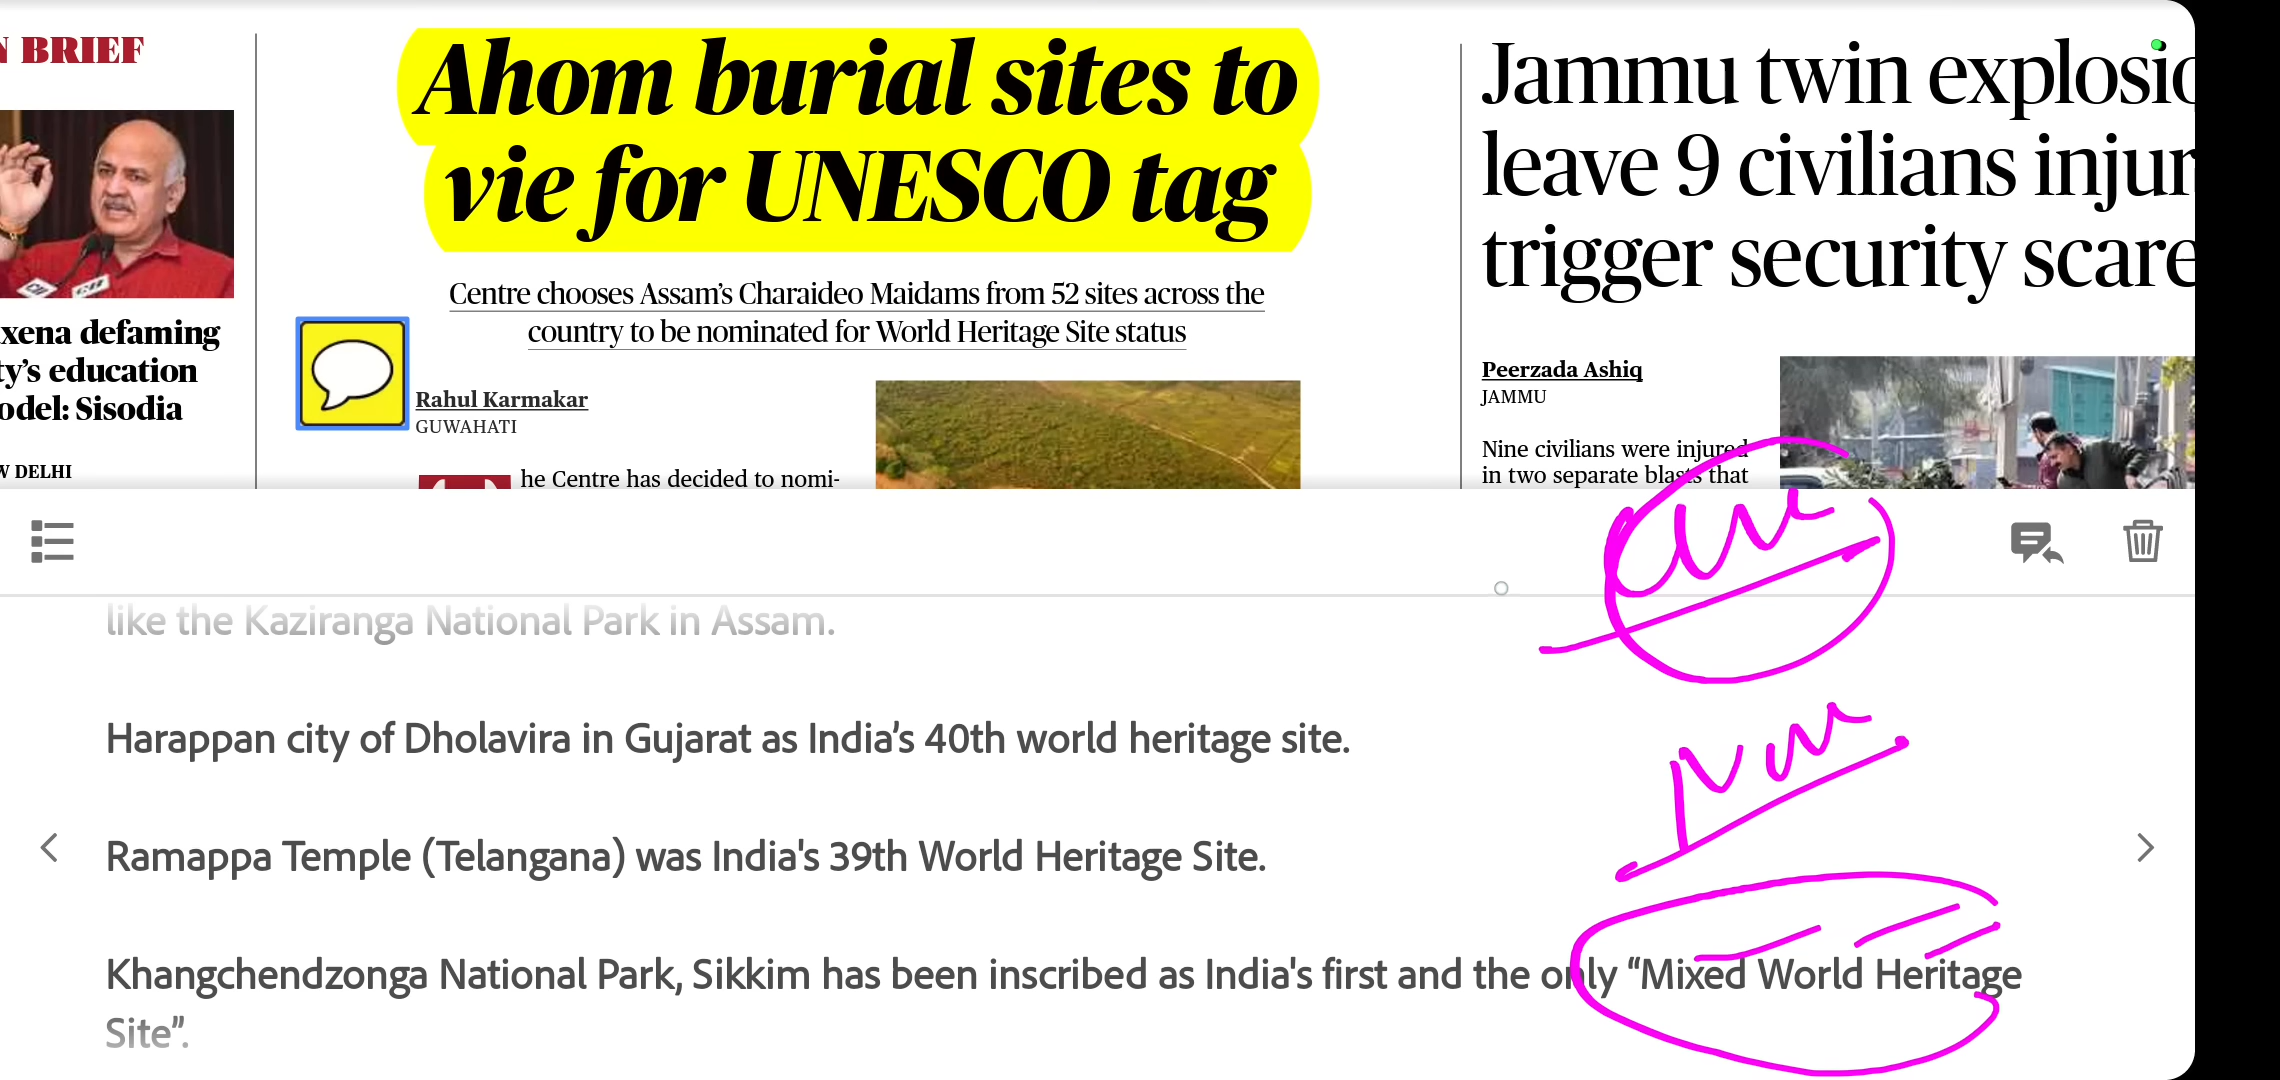 N BRIEF
xena defaming
ty’s education
odel: Sisodia
W DELHI
Ahom burial sites to
vie for UNESCO tag
Centre chooses Assam’s Charaideo Maidams from 52 sites across the
country to be nominated for World Heritage Site status
Rahul Karmakar
GUWAHATI
he Centre has decided to nomi-
Jammu twin explosio
leave 9 civilians injur
trigger security scare
Peerzada Ashiq
JAMMU
Nine civilians were injured
in two separate blasts that
like the Kaziranga National Park in Assam.
Harappan city of Dholavira in Gujarat as India’s 40th world heritage site.
Ramappa Temple (Telangana) was India's 39th World Heritage Site.
Khangchendzonga National Park, Sikkim has been inscribed as India's first and the only “Mixed World Heritage
Site”.